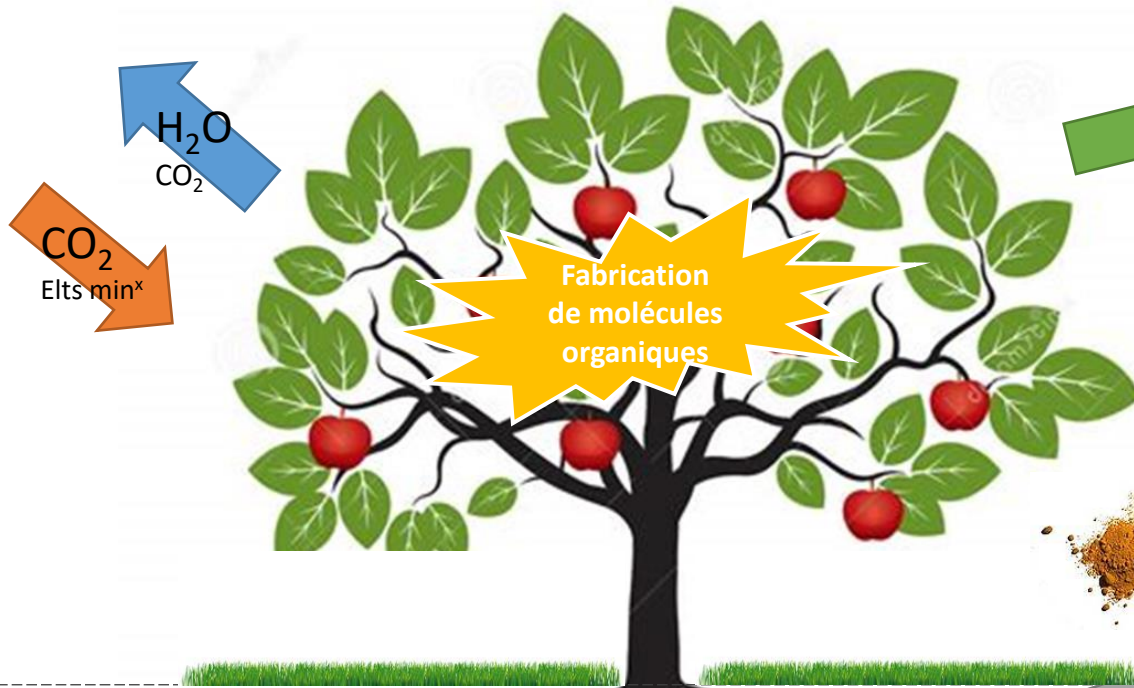 H₂O
CO₂
CO₂
Elts minˣ
Fabrication
de molécules
organiques